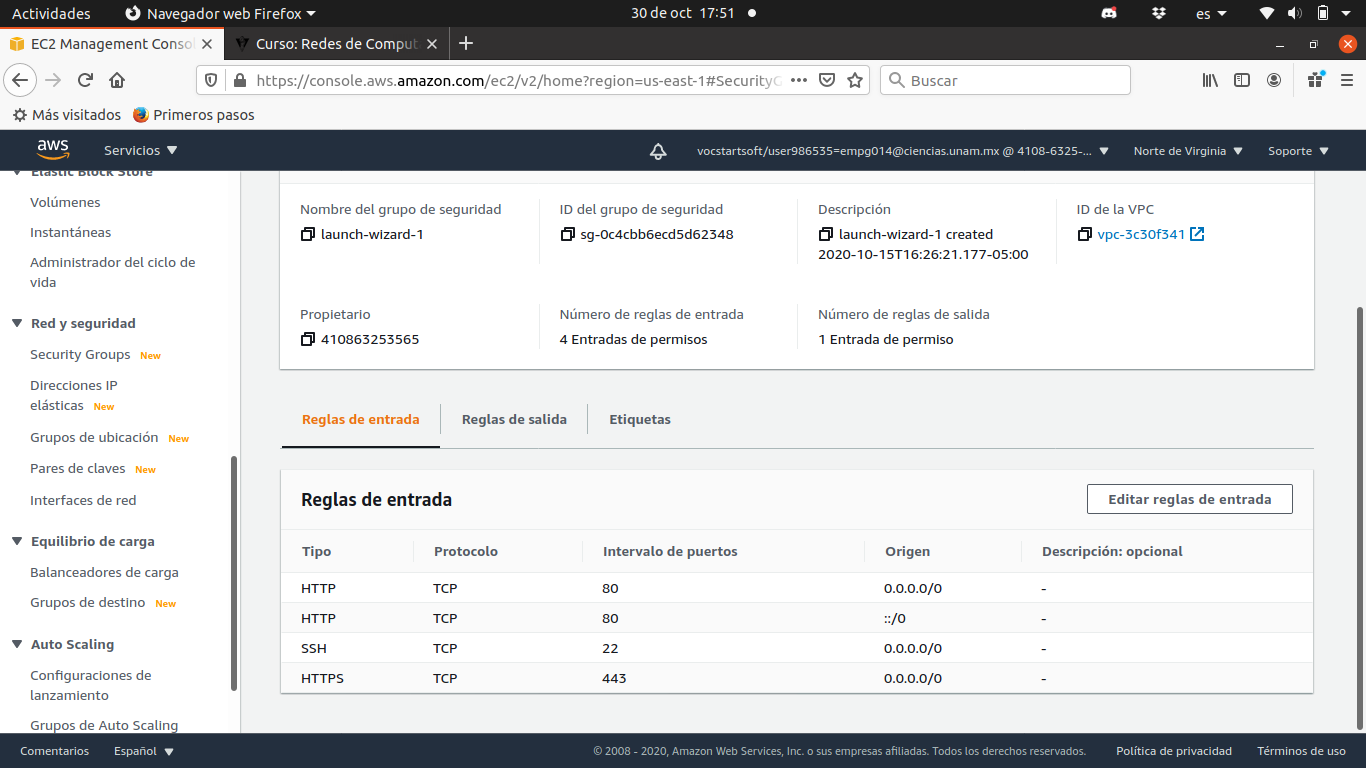 Actividades Navegador web Firefox 30 de oct 17:51 es
EC2 Management Conso Curso: Redes de Comput
https://console.aws.amazon.com/ec2/v2/home?region=us-east-1#SecurityG Buscar
Más visitados Primeros pasos
aws Servicios vocstartsoft/user986535=empg014@ciencias.unam.mx @ 4108-6325-... Norte de Virginia Soporte
Elastic Block Store
Volúmenes
Instantáneas
Administrador del ciclo de
vida
Red y seguridad
Security Groups New
Direcciones IP
elásticas New
Grupos de ubicación New
Pares de claves New
Interfaces de red
Equilibrio de carga
Balanceadores de carga
Grupos de destino New
Auto Scaling
Configuraciones de
lanzamiento
Grupos de Auto Scaling
Nombre del grupo de seguridad ID del grupo de seguridad Descripción ID de la VPC
launch-wizard-1 sg-0c4cbb6ecd5d62348 launch-wizard-1 created vpc-3c30f341
2020-10-15T16:26:21.177-05:00
Propietario Número de reglas de entrada Número de reglas de salida
410863253565 4 Entradas de permisos 1 Entrada de permiso
Reglas de entrada Reglas de salida Etiquetas
Reglas de entrada Editar reglas de entrada
Tipo Protocolo Intervalo de puertos Origen Descripción: opcional
HTTP TCP 80 0.0.0.0/0 -
HTTP TCP 80 ::/0 -
SSH TCP 22 0.0.0.0/0 -
HTTPS TCP 443 0.0.0.0/0 -
Comentarios Español © 2008 - 2020, Amazon Web Services, Inc. o sus empresas afiliadas. Todos los derechos reservados. Política de privacidad Términos de uso